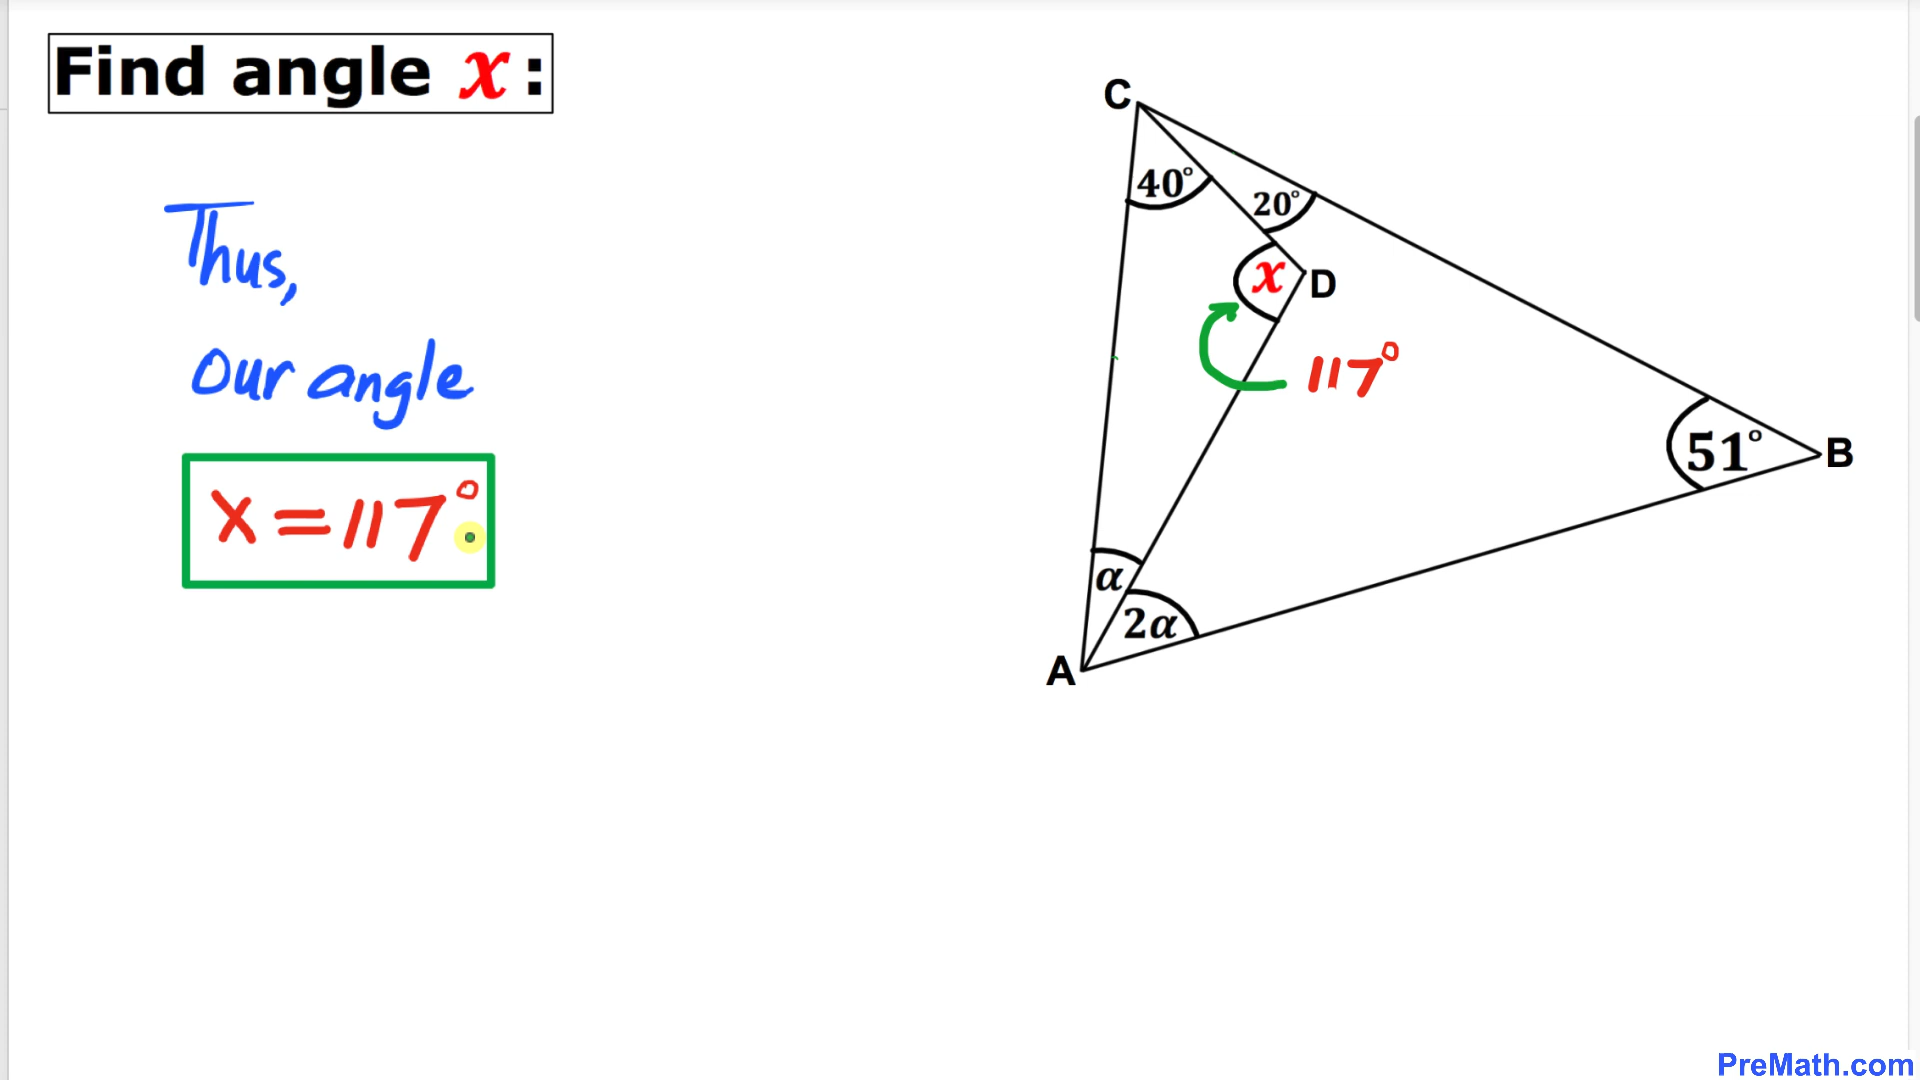 Find angle x:
C
40°
20°
Thus,
x
D
Our angle
117°
51°
B
x=117°
α
2α
A
PreMath.com